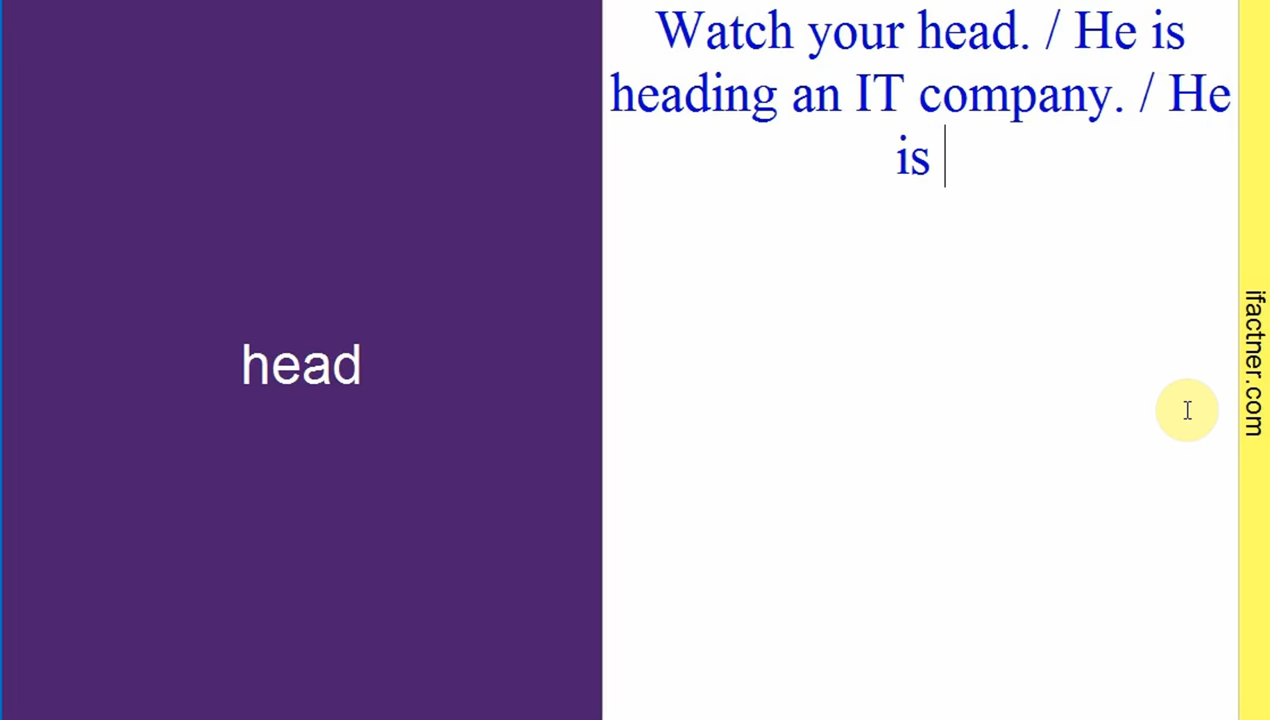 Watch your head. / He is
heading an IT company. / He
is
head
ifactner.com